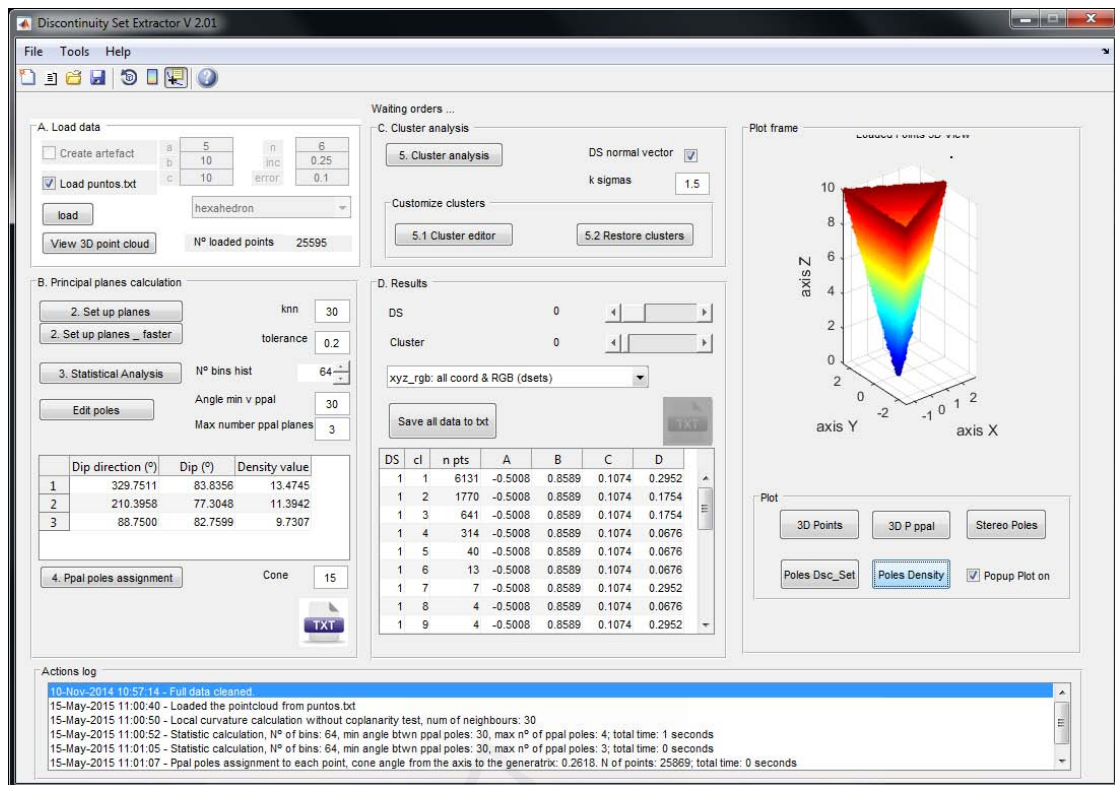 Discontinuity Set Extractor V 2.01
File Tools Help
Waiting orders ...
A. Load data
Create artefact a 5 n 6
b 10 inc 0.25
Load puntos.txt c 10 error 0.1
load hexahedron
View 3D point cloud Nº loaded points 25595
B. Principal planes calculation
2. Set up planes knn 30
2. Set up planes _ faster tolerance 0.2
3. Statistical Analysis Nº bins hist 64
Edit poles Angle min v ppal 30
Max number ppal planes 3
Dip direction (º) Dip (º) Density value
1 329.7511 83.8356 13.4745
2 210.3958 77.3048 11.3942
3 88.7500 82.7599 9.7307
4. Ppal poles assignment Cone 15
TXT
C. Cluster analysis
5. Cluster analysis DS normal vector
k sigmas 1.5
Customize clusters
5.1 Cluster editor 5.2 Restore clusters
D. Results
DS 0
Cluster 0
xyz_rgb: all coord & RGB (dsets)
Save all data to txt TXT
DS cl n pts A B C D
1 1 6131 -0.5008 0.8589 0.1074 0.2952
1 2 1770 -0.5008 0.8589 0.1074 0.1754
1 3 641 -0.5008 0.8589 0.1074 0.1754
1 4 314 -0.5008 0.8589 0.1074 0.0676
1 5 40 -0.5008 0.8589 0.1074 0.0676
1 6 13 -0.5008 0.8589 0.1074 0.0676
1 7 7 -0.5008 0.8589 0.1074 0.2952
1 8 4 -0.5008 0.8589 0.1074 0.0676
1 9 4 -0.5008 0.8589 0.1074 0.2952
Plot frame
Loaded Points 3D View
10
8
6
4
2
0
axis Z
2 0 -2
axis Y
-1 0 1 2
axis X
Plot
3D Points 3D P ppal Stereo Poles
Poles Dsc_Set Poles Density Popup Plot on
Actions log
10-Nov-2014 10:57:14 - Full data cleaned.
15-May-2015 11:00:40 - Loaded the pointcloud from puntos.txt
15-May-2015 11:00:50 - Local curvature calculation without coplanarity test, num of neighbours: 30
15-May-2015 11:00:52 - Statistic calculation, Nº of bins: 64, min angle btwn ppal poles: 30, max nº of ppal poles: 4; total time: 1 seconds
15-May-2015 11:01:05 - Statistic calculation, Nº of bins: 64, min angle btwn ppal poles: 30, max nº of ppal poles: 3; total time: 0 seconds
15-May-2015 11:01:07 - Ppal poles assignment to each point, cone angle from the axis to the generatrix: 0.2618. N of points: 25869; total time: 0 seconds